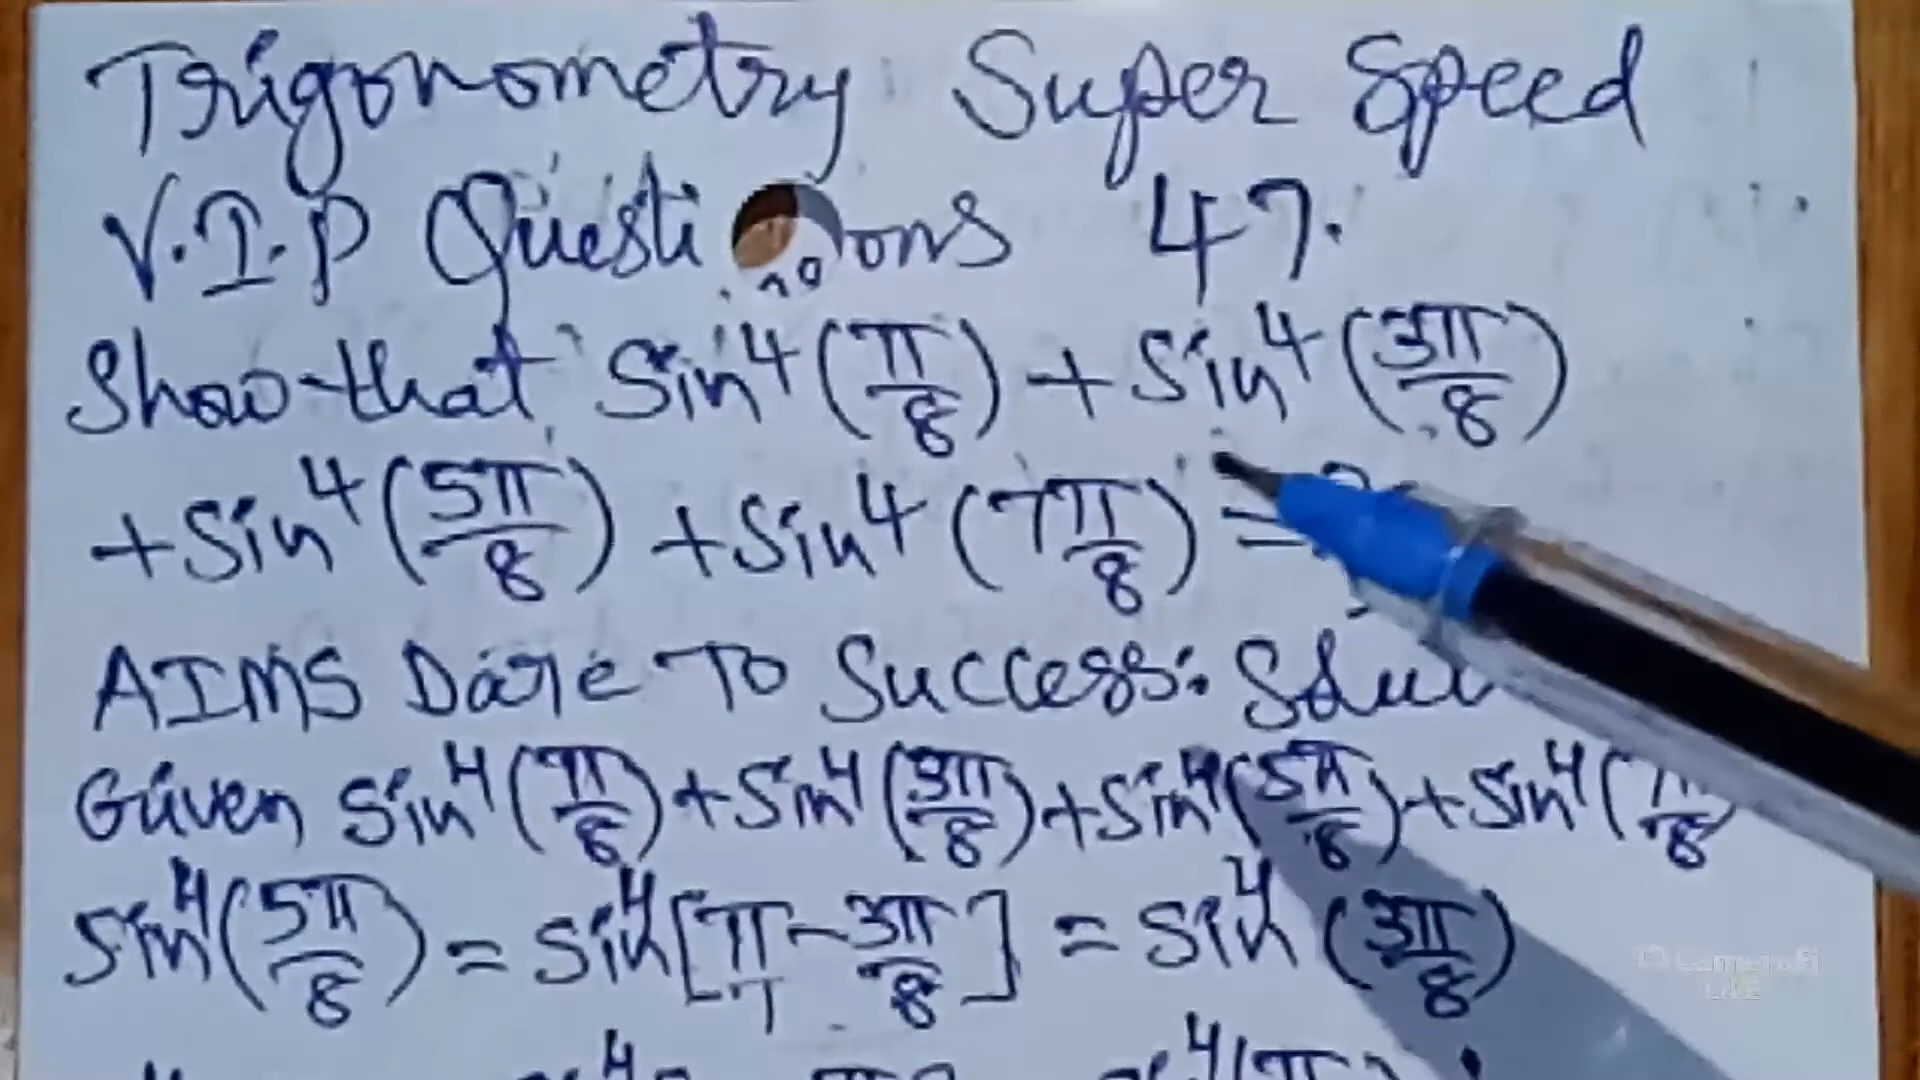 Trigonometry Super Speed
V.I.P Questions 47.
Show that Sin⁴(π/8) + Sin⁴(3π/8)
+ Sin⁴(5π/8) + Sin⁴(7π/8) =
AIMS Dare To Success:
Given Sin⁴(π/8) + Sin⁴(3π/8) + Sin⁴(5π/8) + Sin⁴(
Sin⁴(5π/8) = Sin⁴[π - 3π/8] = Sin⁴(3π/8)
CameraFi
LIVE